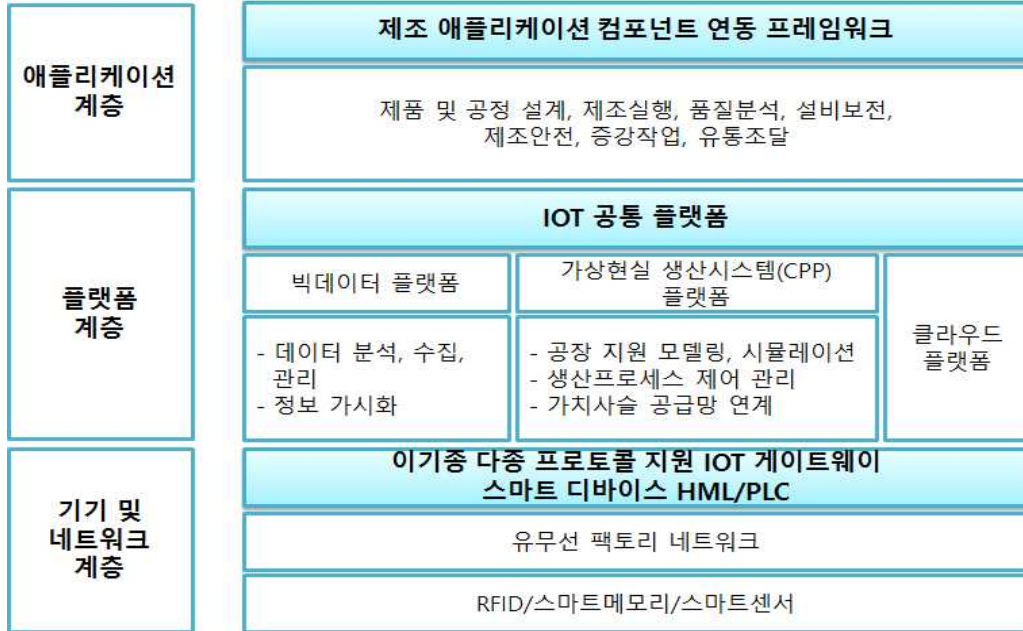 애플리케이션
계층
제조 애플리케이션 컴포넌트 연동 프레임워크
제품 및 공정 설계, 제조실행, 품질분석, 설비보전,
제조안전, 증강작업, 유통조달
플랫폼
계층
IOT 공통 플랫폼
빅데이터 플랫폼
- 데이터 분석, 수집,
관리
- 정보 가시화
가상현실 생산시스템(CPP)
플랫폼
- 공장 지원 모델링, 시뮬레이션
- 생산프로세스 제어 관리
- 가치사슬 공급망 연계
클라우드
플랫폼
기기 및
네트워크
계층
이기종 다종 프로토콜 지원 IOT 게이트웨이
스마트 디바이스 HML/PLC
유무선 팩토리 네트워크
RFID/스마트메모리/스마트센서